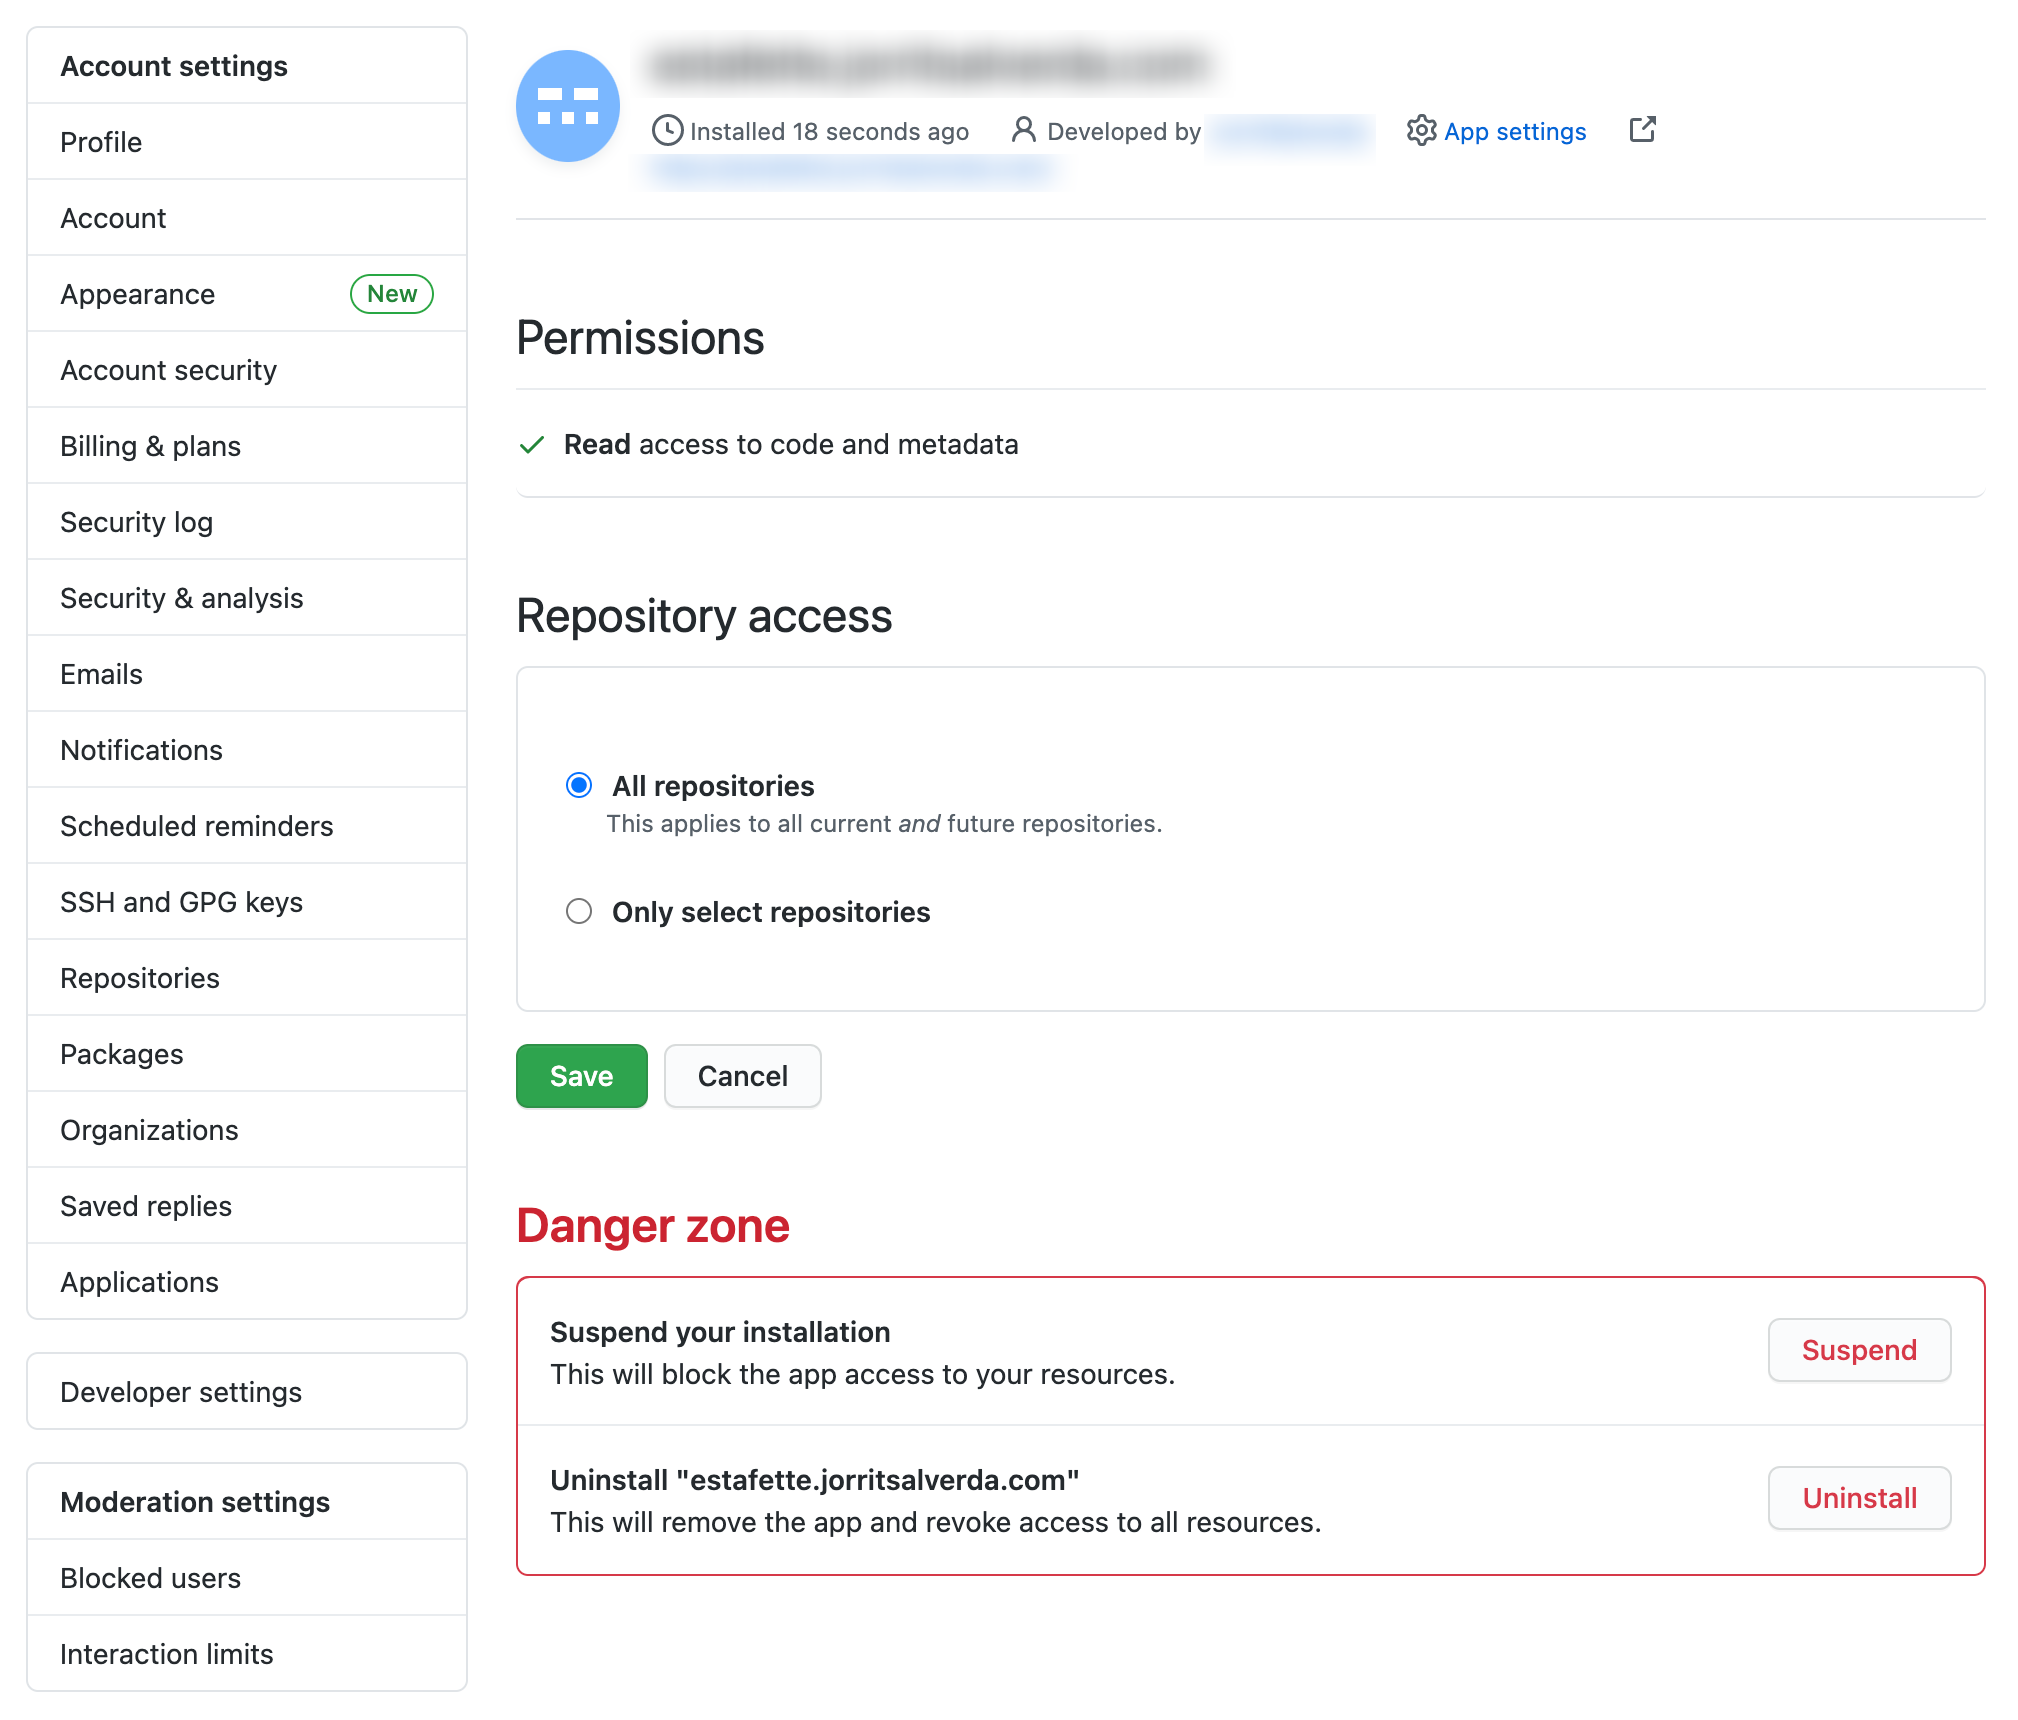 Account settings
Profile
Account
Appearance New
Account security
Billing & plans
Security log
Security & analysis
Emails
Notifications
Scheduled reminders
SSH and GPG keys
Repositories
Packages
Organizations
Saved replies
Applications
Developer settings
Moderation settings
Blocked users
Interaction limits
Installed 18 seconds ago Developed by App settings
Permissions
Read access to code and metadata
Repository access
All repositories
This applies to all current and future repositories.
Only select repositories
Save Cancel
Danger zone
Suspend your installation
This will block the app access to your resources.
Suspend
Uninstall "estafette.jorritsalverda.com"
This will remove the app and revoke access to all resources.
Uninstall